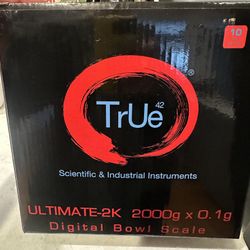 10
TrUe
42
Scientific & Industrial Instruments
ULTIMATE-2K 2000g x 0.1g
Digital Bowl Scale